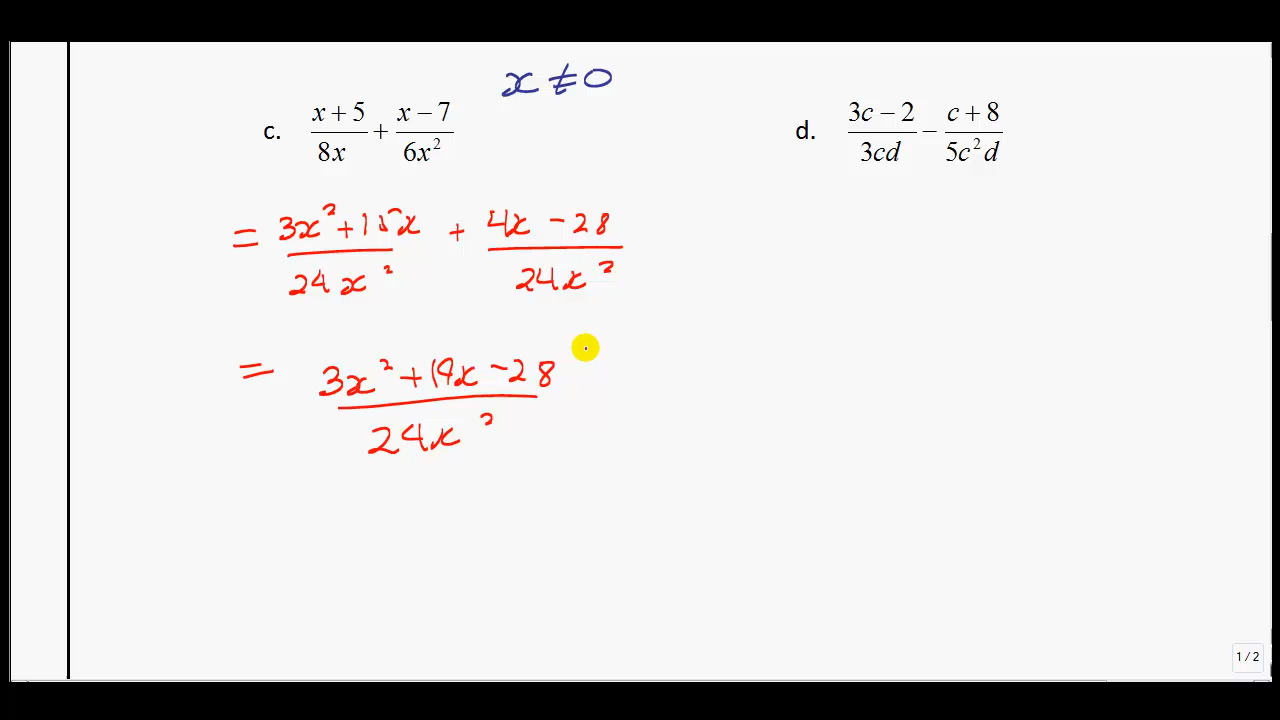 x ≠ 0
c. (x + 5)/(8x) + (x − 7)/(6x²)
d. (3c − 2)/(3cd) − (c + 8)/(5c²d)
= (3x² + 15x)/(24x²) + (4x − 28)/(24x²)
= (3x² + 19x − 28)/(24x²)
1 / 2